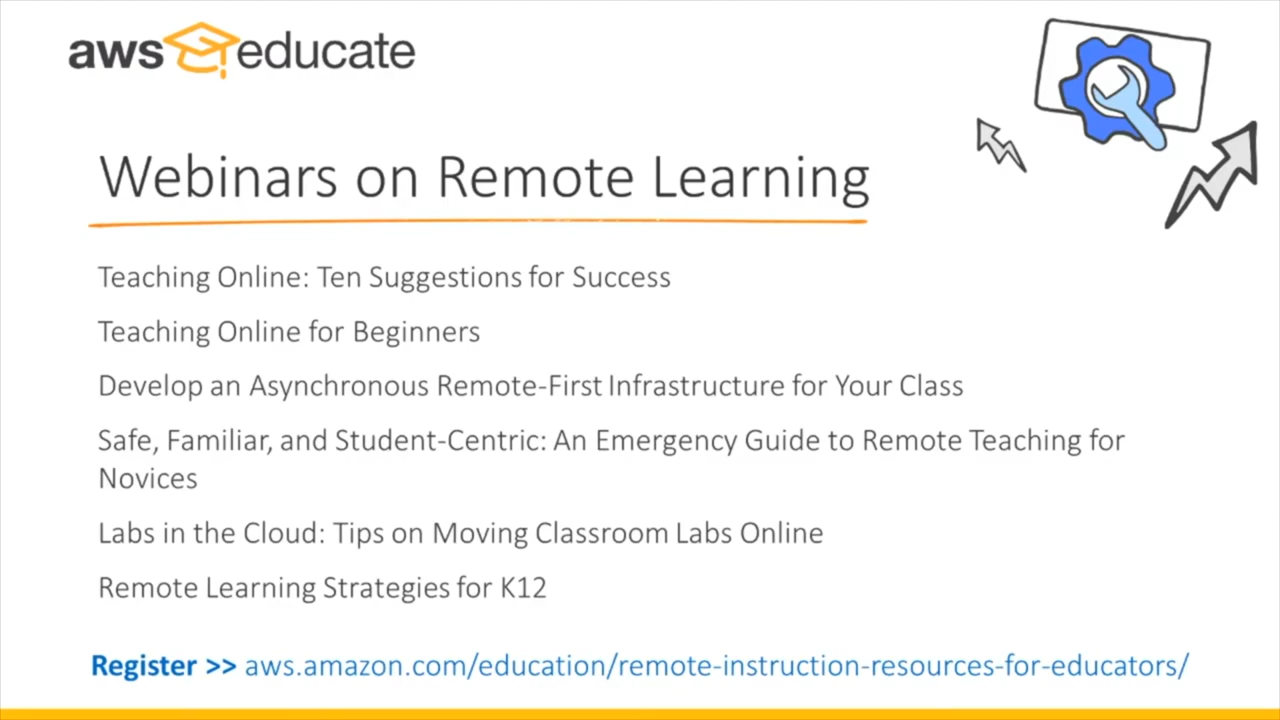 aws educate
Webinars on Remote Learning
Teaching Online: Ten Suggestions for Success
Teaching Online for Beginners
Develop an Asynchronous Remote-First Infrastructure for Your Class
Safe, Familiar, and Student-Centric: An Emergency Guide to Remote Teaching for
Novices
Labs in the Cloud: Tips on Moving Classroom Labs Online
Remote Learning Strategies for K12
Register >> aws.amazon.com/education/remote-instruction-resources-for-educators/